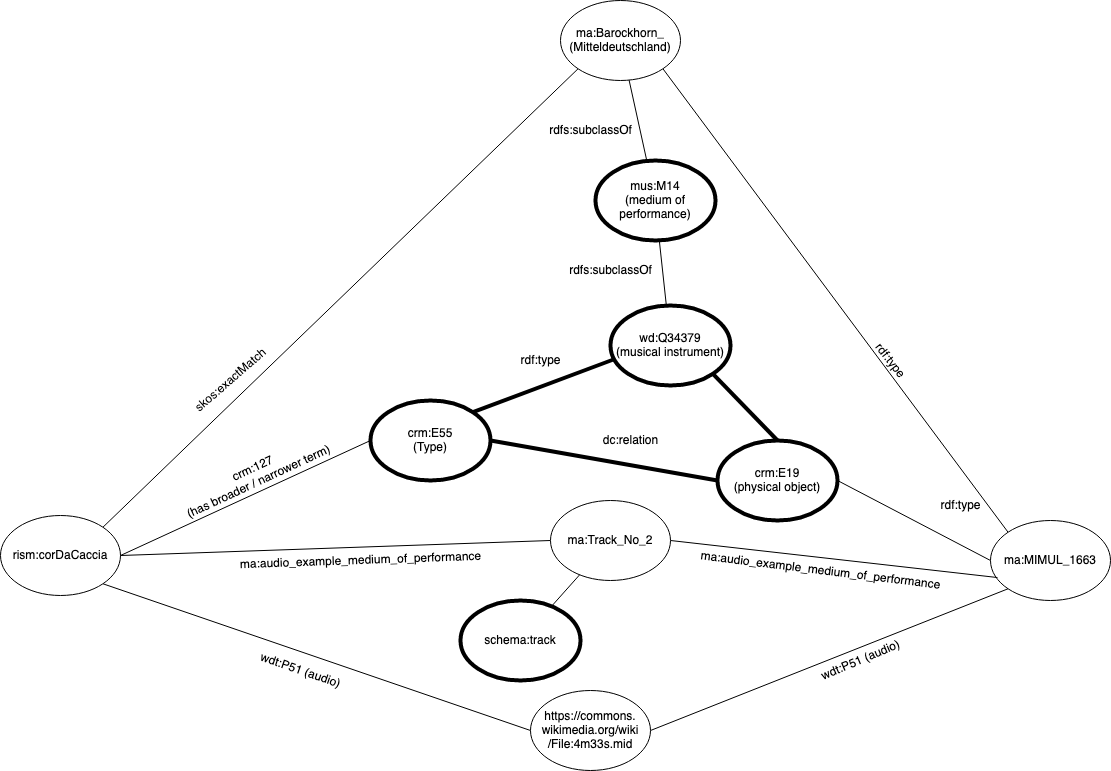 ma:Barockhorn_
(Mitteldeutschland)
rdfs:subclassOf
mus:M14
(medium of
performance)
rdfs:subclassOf
wd:Q34379
(musical instrument)
rdf:type
rdf:type
skos:exactMatch
crm:E55
(Type)
dc:relation
crm:127
(has broader / narrower term)
crm:E19
(physical object)
rdf:type
rism:corDaCaccia
ma:Track_No_2
ma:MIMUL_1663
ma:audio_example_medium_of_performance
ma:audio_example_medium_of_performance
schema:track
wdt:P51 (audio)
wdt:P51 (audio)
https://commons.
wikimedia.org/wiki
/File:4m33s.mid